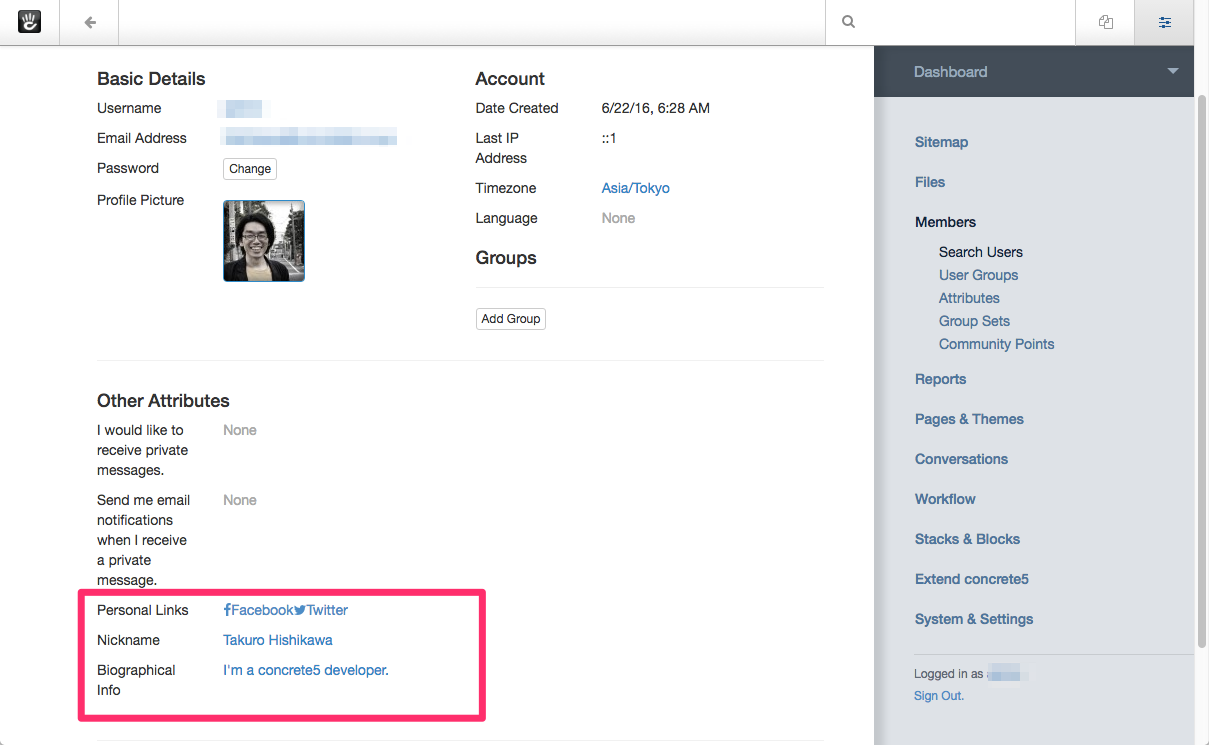 Basic Details
Username
Email Address
Password
Change
Profile Picture
Account
Date Created
6/22/16, 6:28 AM
Last IP
Address
::1
Timezone
Asia/Tokyo
Language
None
Groups
Add Group
Other Attributes
I would like to
receive private
messages.
None
Send me email
notifications
when I receive
a private
message.
None
Personal Links
Facebook Twitter
Nickname
Takuro Hishikawa
Biographical
Info
I'm a concrete5 developer.
Dashboard
Sitemap
Files
Members
Search Users
User Groups
Attributes
Group Sets
Community Points
Reports
Pages & Themes
Conversations
Workflow
Stacks & Blocks
Extend concrete5
System & Settings
Logged in as
Sign Out.